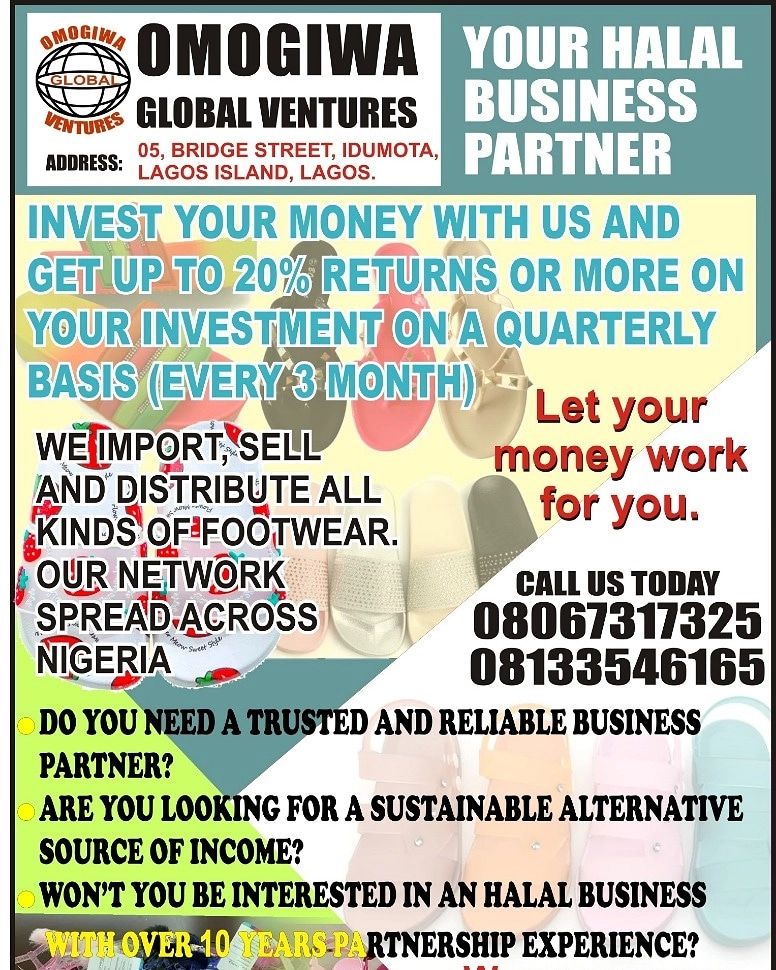 OMOGIWA
GLOBAL
VENTURES
OMOGIWA
GLOBAL VENTURES
ADDRESS: 05, BRIDGE STREET, IDUMOTA,
LAGOS ISLAND, LAGOS.
YOUR HALAL
BUSINESS
PARTNER
INVEST YOUR MONEY WITH US AND
GET UP TO 20% RETURNS OR MORE ON
YOUR INVESTMENT ON A QUARTERLY
BASIS (EVERY 3 MONTH)
Let your
money work
for you.
WE IMPORT, SELL
AND DISTRIBUTE ALL
KINDS OF FOOTWEAR.
OUR NETWORK
SPREAD ACROSS
NIGERIA
CALL US TODAY
08067317325
08133546165
DO YOU NEED A TRUSTED AND RELIABLE BUSINESS
PARTNER?
ARE YOU LOOKING FOR A SUSTAINABLE ALTERNATIVE
SOURCE OF INCOME?
WON'T YOU BE INTERESTED IN AN HALAL BUSINESS
WITH OVER 10 YEARS PARTNERSHIP EXPERIENCE?